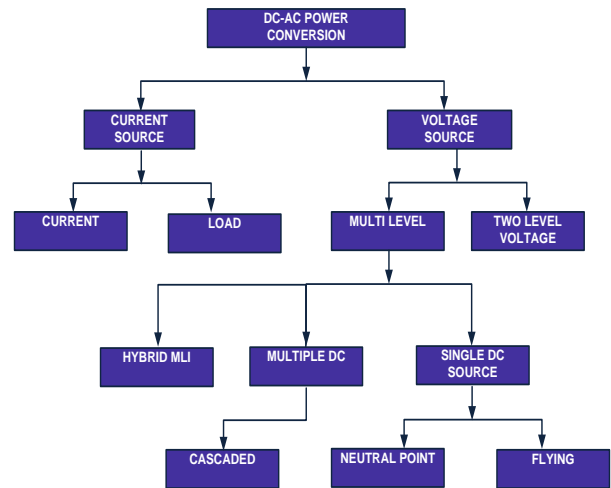 DC-AC POWER
CONVERSION
CURRENT
SOURCE
VOLTAGE
SOURCE
CURRENT
LOAD
MULTI LEVEL
TWO LEVEL
VOLTAGE
HYBRID MLI
MULTIPLE DC
SINGLE DC
SOURCE
CASCADED
NEUTRAL POINT
FLYING